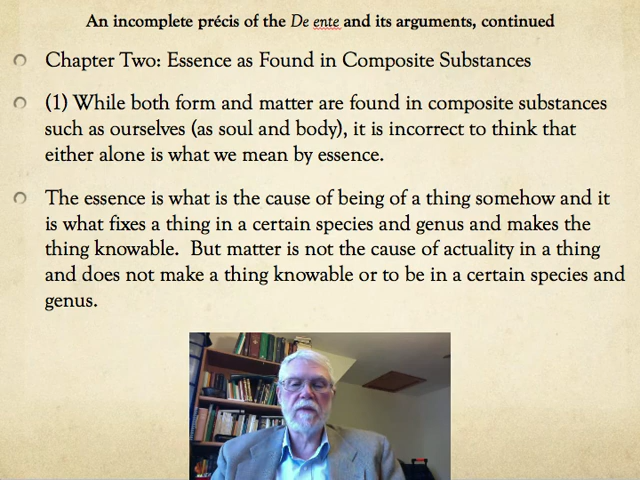 An incomplete précis of the De ente and its arguments, continued
Chapter Two: Essence as Found in Composite Substances
(1) While both form and matter are found in composite substances
such as ourselves (as soul and body), it is incorrect to think that
either alone is what we mean by essence.
The essence is what is the cause of being of a thing somehow and it
is what fixes a thing in a certain species and genus and makes the
thing knowable. But matter is not the cause of actuality in a thing
and does not make a thing knowable or to be in a certain species and
genus.